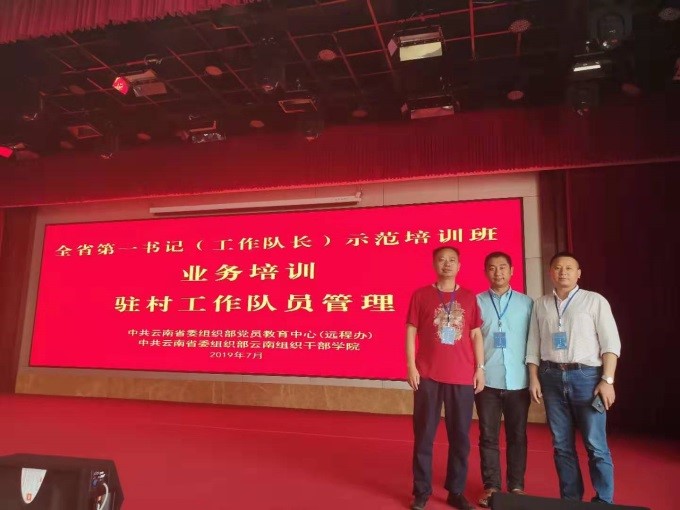 全省第一书记（工作队长）示范培训班
业务培训
驻村工作队员管理
中共云南省委组织部党员教育中心(远程办)
中共云南省委组织部云南组织干部学院
2019年7月